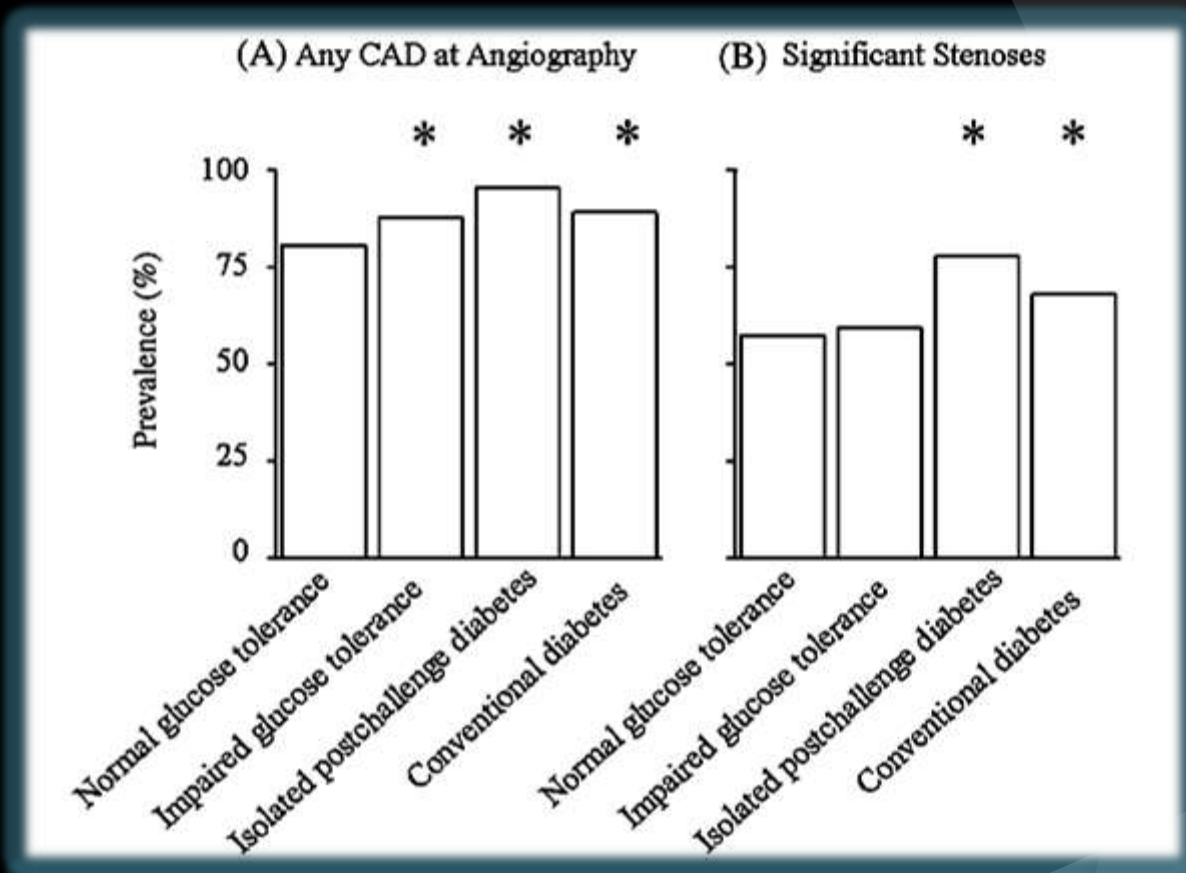 (A) Any CAD at Angiography
(B) Significant Stenoses
* * *
* *
Prevalence (%)
100
75
50
25
0
Normal glucose tolerance
Impaired glucose tolerance
Isolated postchallenge diabetes
Conventional diabetes
Normal glucose tolerance
Impaired glucose tolerance
Isolated postchallenge diabetes
Conventional diabetes